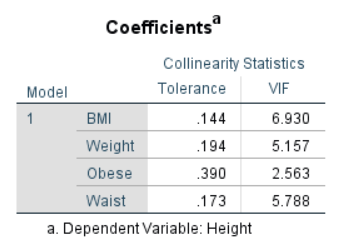 Coefficientsa
Collinearity Statistics
Model Tolerance VIF
1 BMI .144 6.930
Weight .194 5.157
Obese .390 2.563
Waist .173 5.788
a. Dependent Variable: Height